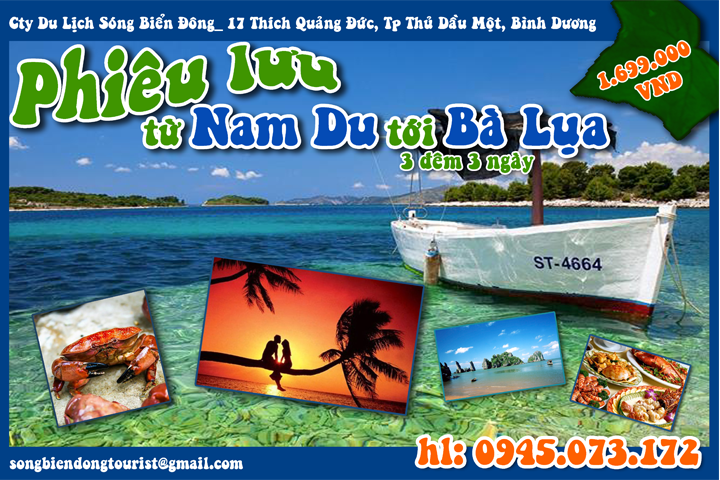 Cty Du Lịch Sóng Biển Đông_ 17 Thích Quảng Đức, Tp Thủ Dầu Một, Bình Dương
1.699.000
VND
Phiêu lưu
từ Nam Du tới Bà Lụa
3 đêm 3 ngày
ST-4664
hl: 0945.073.172
songbiendongtourist@gmail.com